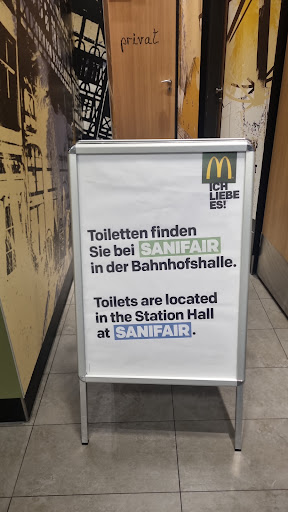 privat
ICH
LIEBE
ES!
Toiletten finden
Sie bei SANIFAIR
in der Bahnhofshalle.
Toilets are located
in the Station Hall
at SANIFAIR.